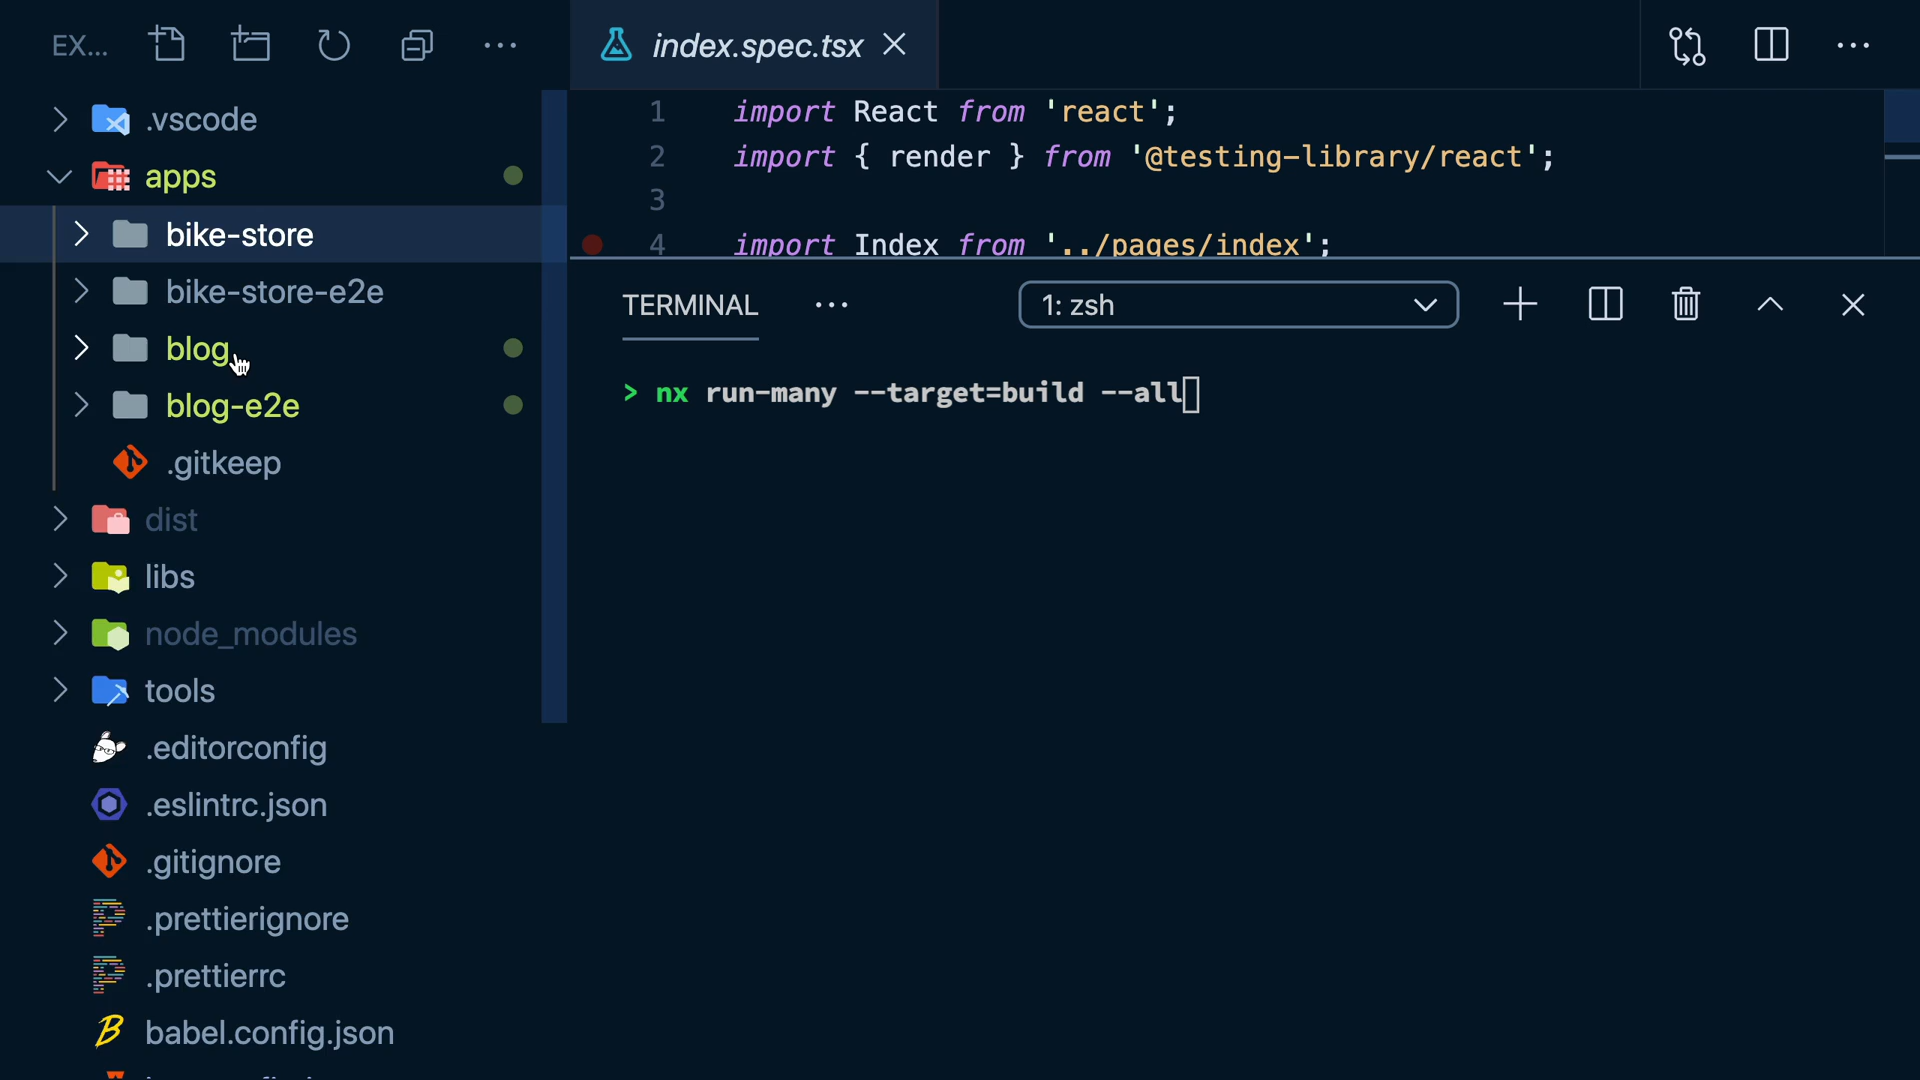 EX...
index.spec.tsx
.vscode
apps
bike-store
bike-store-e2e
blog
blog-e2e
.gitkeep
dist
libs
node_modules
tools
.editorconfig
.eslintrc.json
.gitignore
.prettierignore
.prettierrc
babel.config.json
1 import React from 'react';
2 import { render } from '@testing-library/react';
3
4 import Index from '../pages/index';
TERMINAL ... 1: zsh
> nx run-many --target=build --all